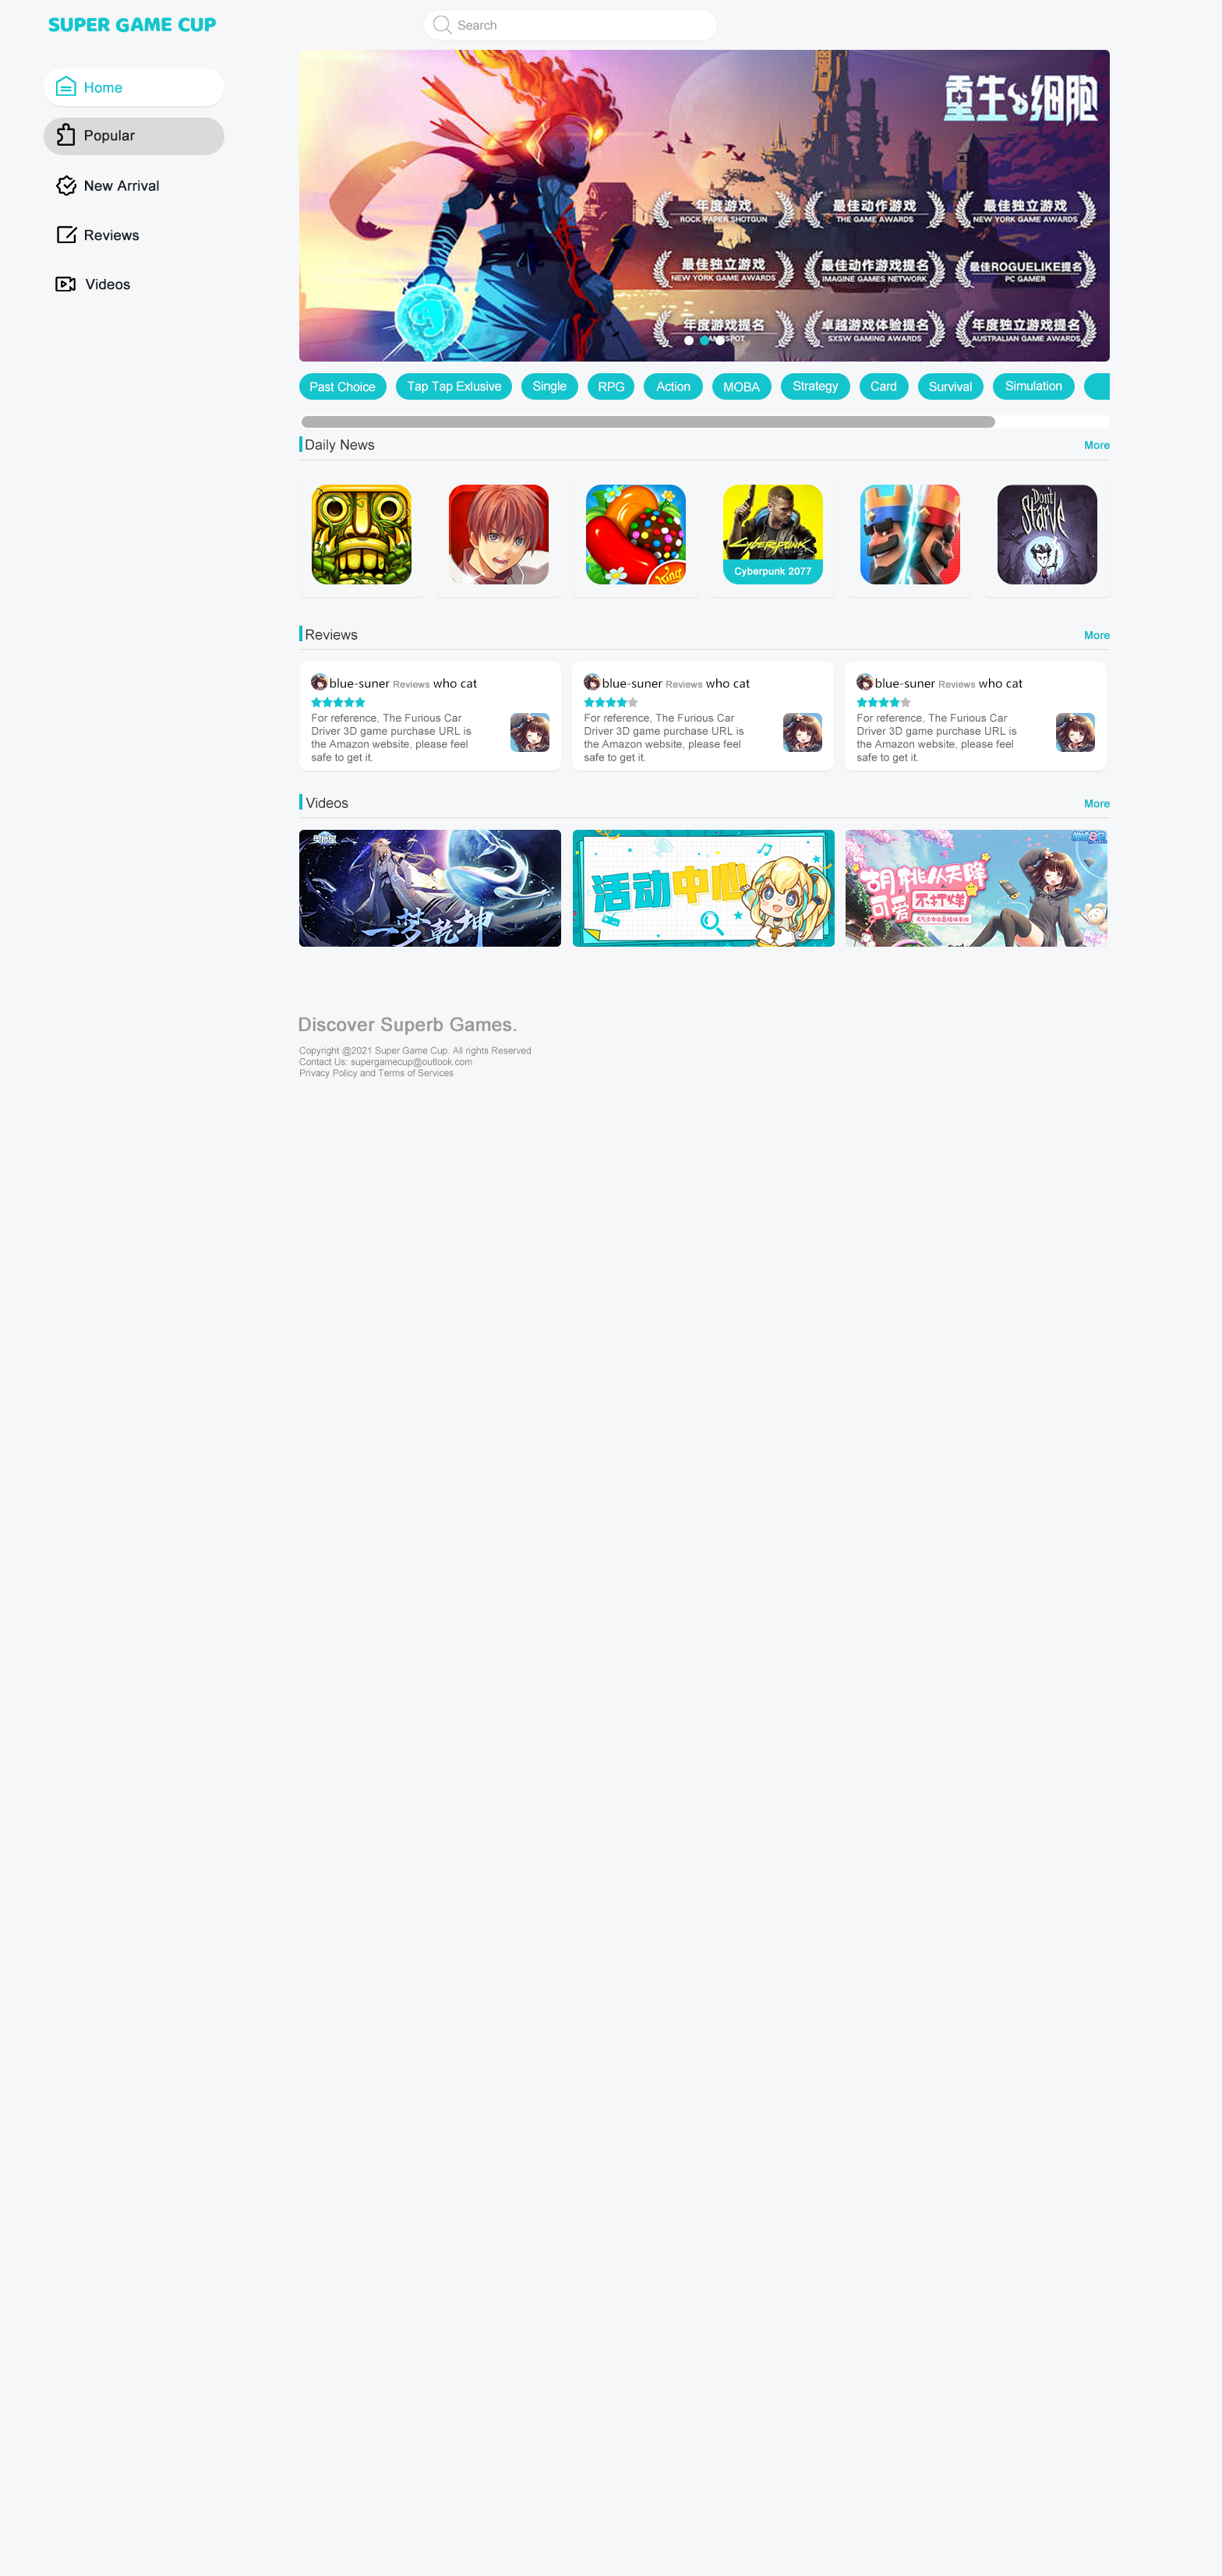 SUPER GAME CUP
Search
Home
Popular
New Arrival
Reviews
Videos
重生细胞
年度游戏
ROCK PAPER SHOTGUN
最佳动作游戏
THE GAME AWARDS
最佳独立游戏
NEW YORK GAME AWARDS
最佳独立游戏
NEW YORK GAME AWARDS
最佳动作游戏提名
IMAGINE GAMES NETWORK
最佳ROGUELIKE提名
PC GAMER
年度游戏提名
卓越游戏体验提名
SXSW GAMING AWARDS
年度独立游戏提名
AUSTRALIAN GAME AWARDS
Past Choice
Tap Tap Exlusive
Single
RPG
Action
MOBA
Strategy
Card
Survival
Simulation
Daily News
More
King
CYBERPUNK
Cyberpunk 2077
Don't
Starve
Reviews
More
blue-suner Reviews who cat
For reference, The Furious Car
Driver 3D game purchase URL is
the Amazon website, please feel
safe to get it.
blue-suner Reviews who cat
For reference, The Furious Car
Driver 3D game purchase URL is
the Amazon website, please feel
safe to get it.
blue-suner Reviews who cat
For reference, The Furious Car
Driver 3D game purchase URL is
the Amazon website, please feel
safe to get it.
Videos
More
一梦乾坤
活动中心
胡桃从天降
可爱不打烊
Discover Superb Games.
Copyright @2021 Super Game Cup. All rights Reserved
Contact Us: supergamecup@outlook.com
Privacy Policy and Terms of Services